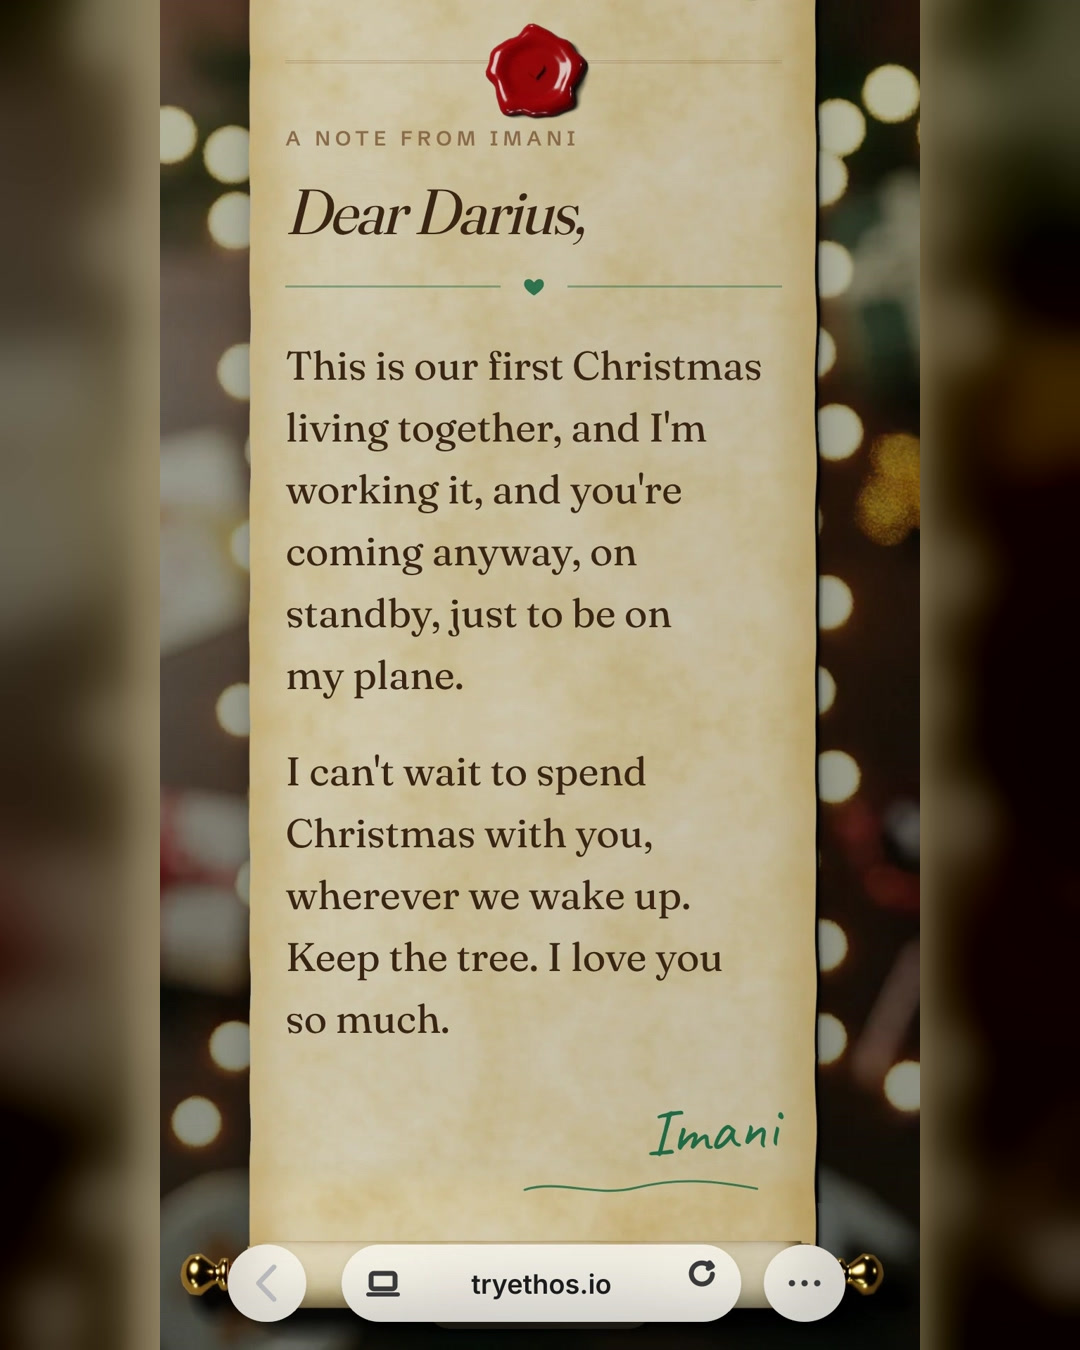 A NOTE FROM IMANI
Dear Darius,
This is our first Christmas
living together, and I'm
working it, and you're
coming anyway, on
standby, just to be on
my plane.
I can't wait to spend
Christmas with you,
wherever we wake up.
Keep the tree. I love you
so much.
Imani
tryethos.io